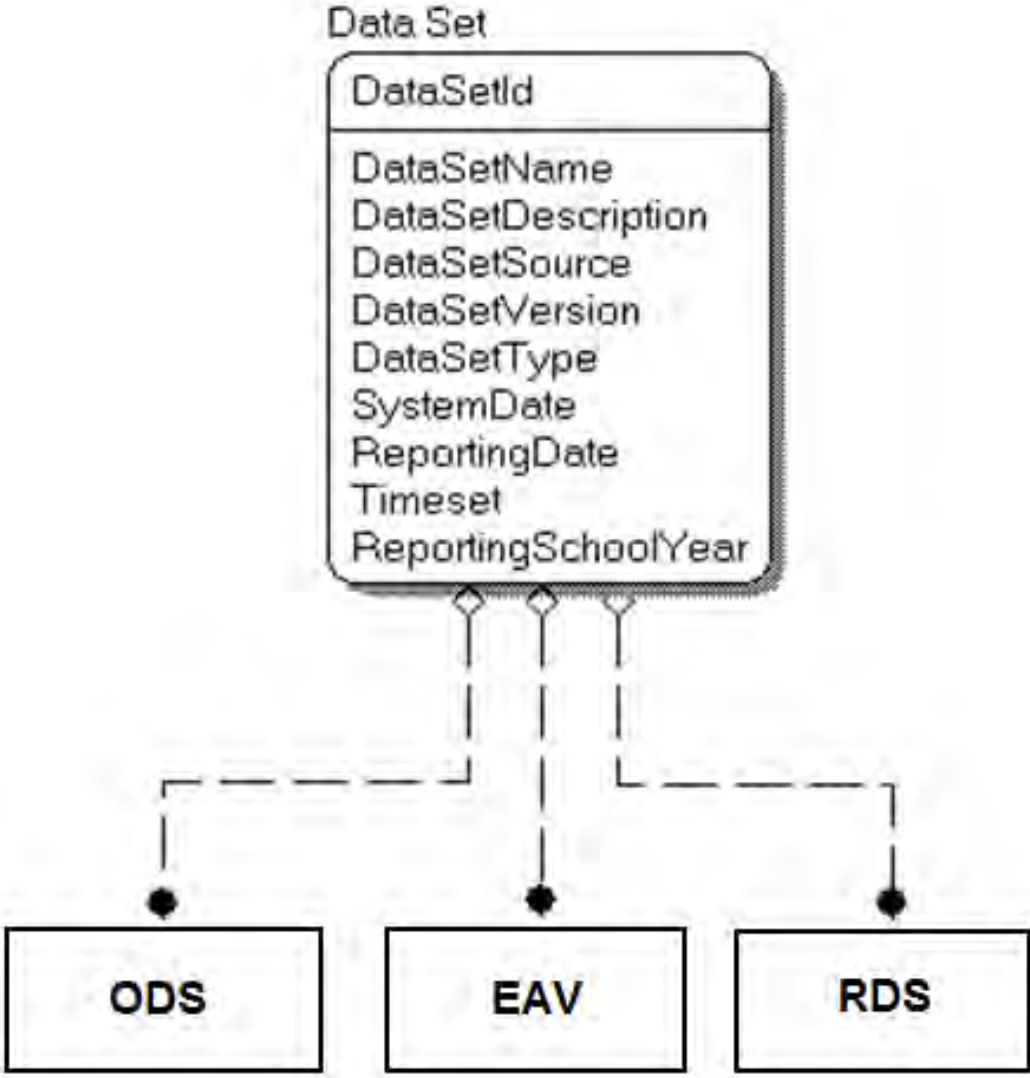 Data Set
DataSetId
DataSetName
DataSetDescription
DataSetSource
DataSetVersion
DataSetType
SystemDate
ReportingDate
Timeset
ReportingSchoolYear
ODS
EAV
RDS